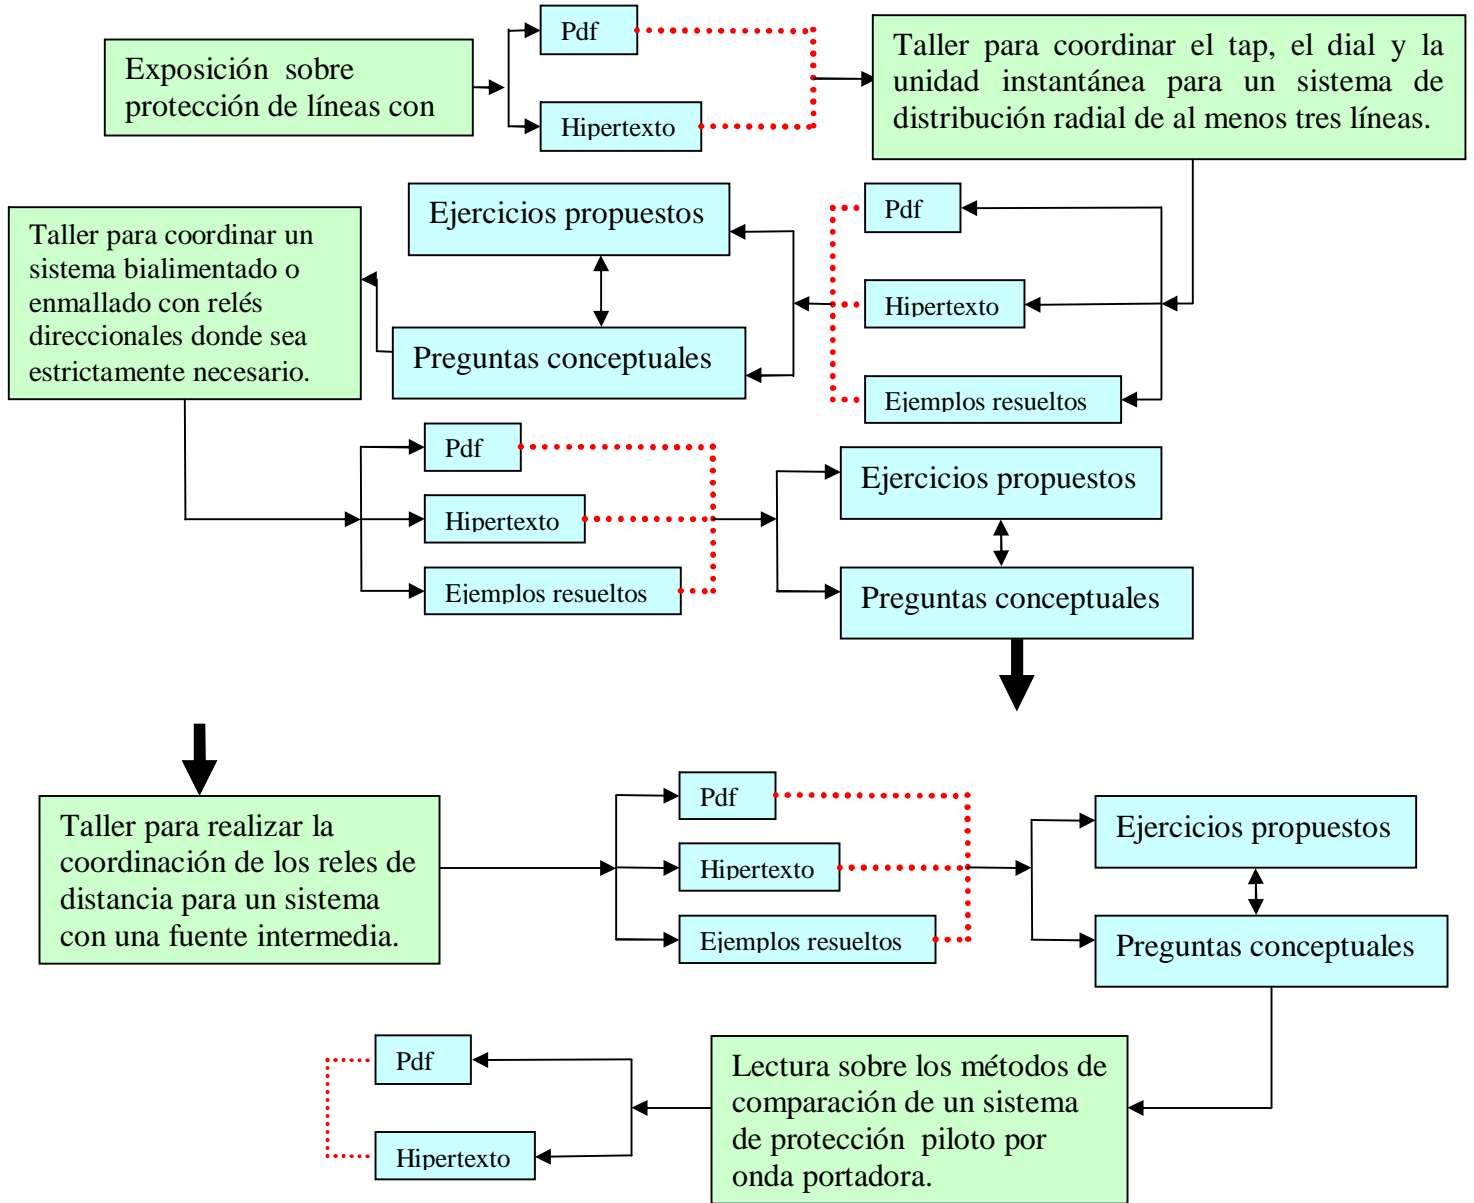 Exposición sobre
protección de líneas con
Pdf
Hipertexto
Taller para coordinar el tap, el dial y la
unidad instantánea para un sistema de
distribución radial de al menos tres líneas.
Pdf
Hipertexto
Ejemplos resueltos
Ejercicios propuestos
Preguntas conceptuales
Taller para coordinar un
sistema bialimentado o
enmallado con relés
direccionales donde sea
estrictamente necesario.
Pdf
Hipertexto
Ejemplos resueltos
Ejercicios propuestos
Preguntas conceptuales
Taller para realizar la
coordinación de los reles de
distancia para un sistema
con una fuente intermedia.
Pdf
Hipertexto
Ejemplos resueltos
Ejercicios propuestos
Preguntas conceptuales
Lectura sobre los métodos de
comparación de un sistema
de protección piloto por
onda portadora.
Pdf
Hipertexto